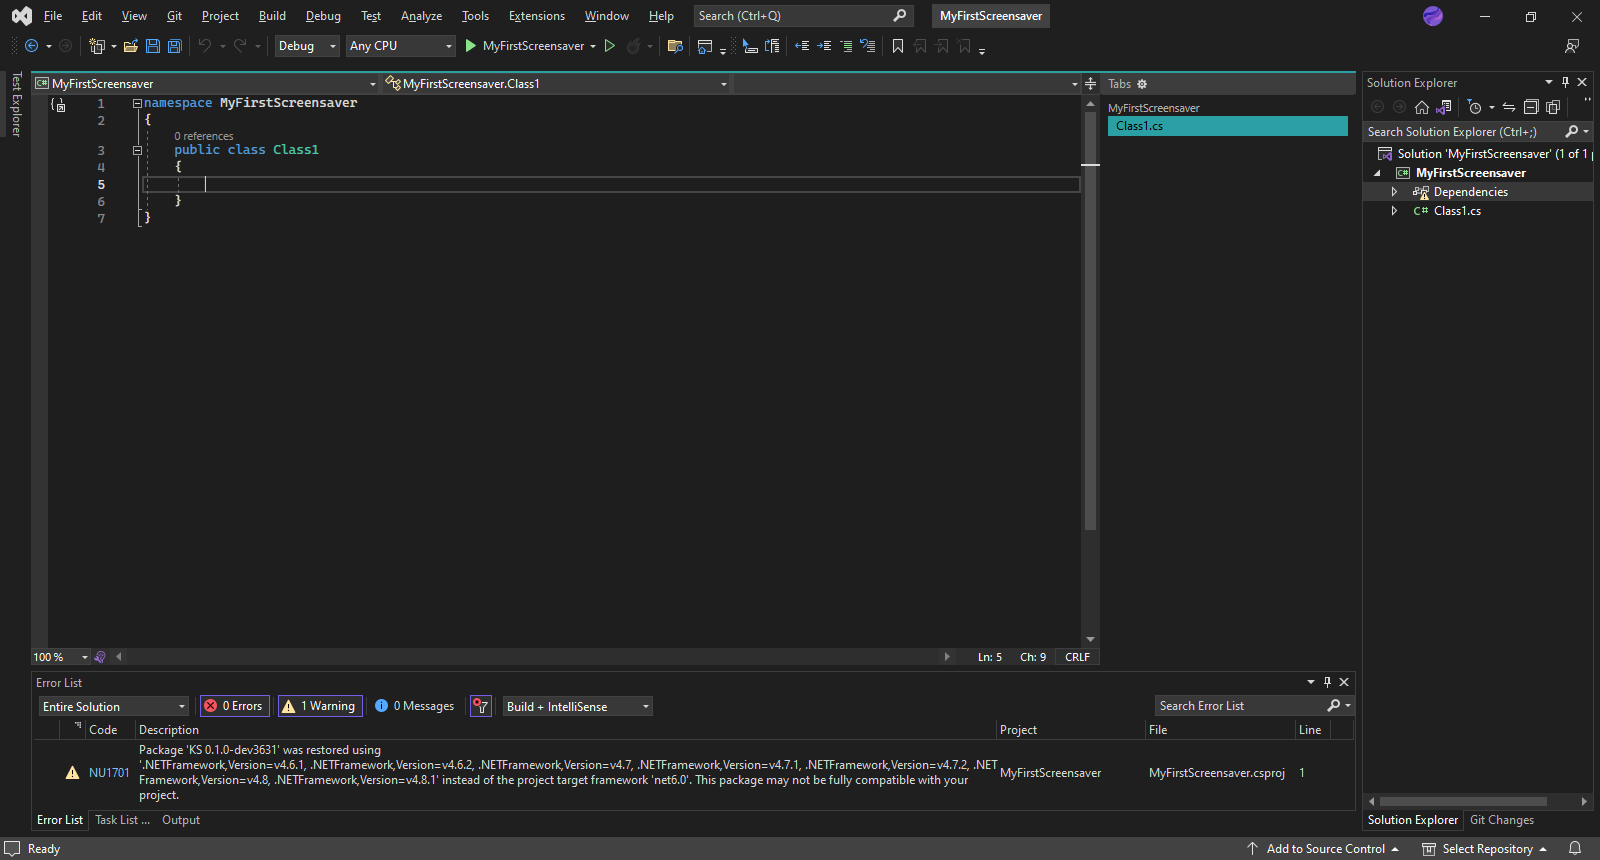 File Edit View Git Project Build Debug Test Analyze Tools Extensions Window Help Search (Ctrl+Q) MyFirstScreensaver
Debug Any CPU MyFirstScreensaver
Test Explorer
C# MyFirstScreensaver MyFirstScreensaver.Class1
1 namespace MyFirstScreensaver
2 {
0 references
3 public class Class1
4 {
5
6 }
7 }
100 % Ln: 5 Ch: 9 CRLF
Tabs
MyFirstScreensaver
Class1.cs
Solution Explorer
Search Solution Explorer (Ctrl+;)
Solution 'MyFirstScreensaver' (1 of 1
C# MyFirstScreensaver
Dependencies
C# Class1.cs
Solution Explorer Git Changes
Error List
Entire Solution 0 Errors 1 Warning 0 Messages Build + IntelliSense Search Error List
Code Description Project File Line
NU1701
Package 'KS 0.1.0-dev3631' was restored using
'.NETFramework,Version=v4.6.1, .NETFramework,Version=v4.6.2, .NETFramework,Version=v4.7, .NETFramework,Version=v4.7.1, .NETFramework,Version=v4.7.2, .NET
Framework,Version=v4.8, .NETFramework,Version=v4.8.1' instead of the project target framework 'net6.0'. This package may not be fully compatible with your
project.
MyFirstScreensaver MyFirstScreensaver.csproj 1
Error List Task List ... Output
Ready Add to Source Control Select Repository